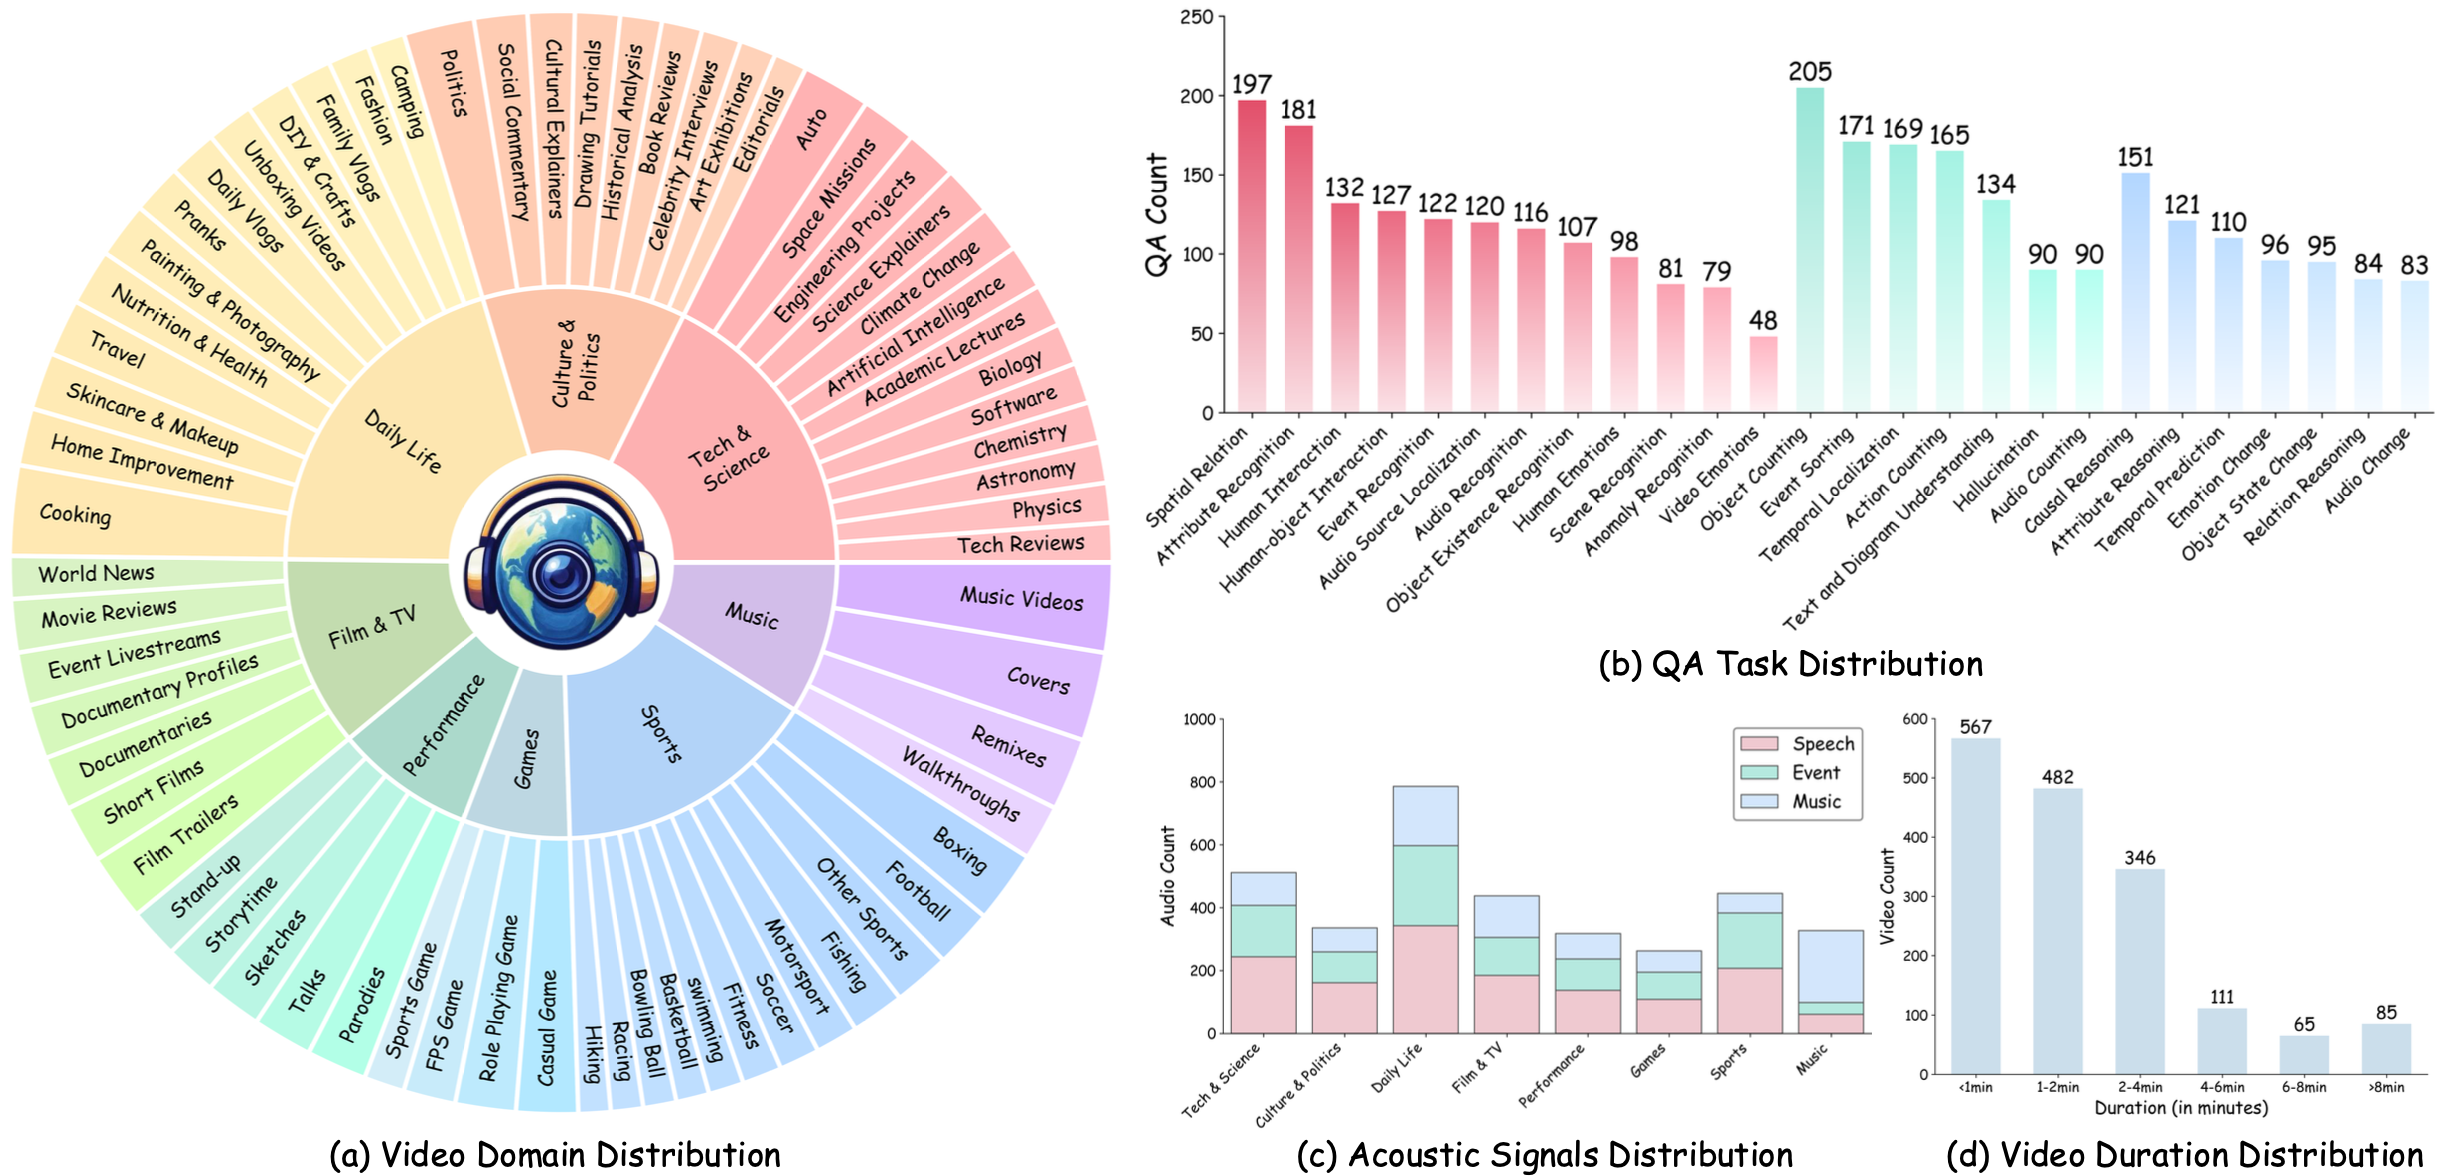 Politics
Social Commentary
Cultural Explainers
Drawing Tutorials
Historical Analysis
Book Reviews
Celebrity Interviews
Art Exhibitions
Editorials
Auto
Space Missions
Engineering Projects
Science Explainers
Climate Change
Artificial Intelligence
Academic Lectures
Biology
Software
Chemistry
Astronomy
Physics
Tech Reviews
Music Videos
Covers
Remixes
Walkthroughs
Boxing
Football
Other Sports
Fishing
Motorsport
Soccer
Fitness
swimming
Basketball
Bowling Ball
Racing
Hiking
Casual Game
Role Playing Game
FPS Game
Sports Game
Parodies
Talks
Sketches
Storytime
Stand-up
Film Trailers
Short Films
Documentaries
Documentary Profiles
Event Livestreams
Movie Reviews
World News
Cooking
Home Improvement
Skincare & Makeup
Travel
Nutrition & Health
Painting & Photography
Pranks
Daily Vlogs
Unboxing Videos
DIY & Crafts
Family Vlogs
Fashion
Camping
Culture &
Politics
Tech &
Science
Music
Sports
Games
Performance
Film & TV
Daily Life
(a) Video Domain Distribution
QA Count
250
200
150
100
50
0
197
181
132
127
122
120
116
107
98
81
79
48
205
171
169
165
134
90
90
151
121
110
96
95
84
83
Spatial Relation
Attribute Recognition
Human Interaction
Human-object Interaction
Event Recognition
Audio Source Localization
Audio Recognition
Object Existence Recognition
Human Emotions
Scene Recognition
Anomaly Recognition
Video Emotions
Object Counting
Event Sorting
Temporal Localization
Action Counting
Text and Diagram Understanding
Hallucination
Audio Counting
Causal Reasoning
Attribute Reasoning
Temporal Prediction
Emotion Change
Object State Change
Relation Reasoning
Audio Change
(b) QA Task Distribution
Audio Count
1000
800
600
400
200
0
Speech
Event
Music
Tech & Science
Culture & Politics
Daily Life
Film & TV
Performance
Games
Sports
Music
(c) Acoustic Signals Distribution
Video Count
600
500
400
300
200
100
0
567
482
346
111
65
85
<1min
1-2min
2-4min
4-6min
6-8min
>8min
Duration (in minutes)
(d) Video Duration Distribution